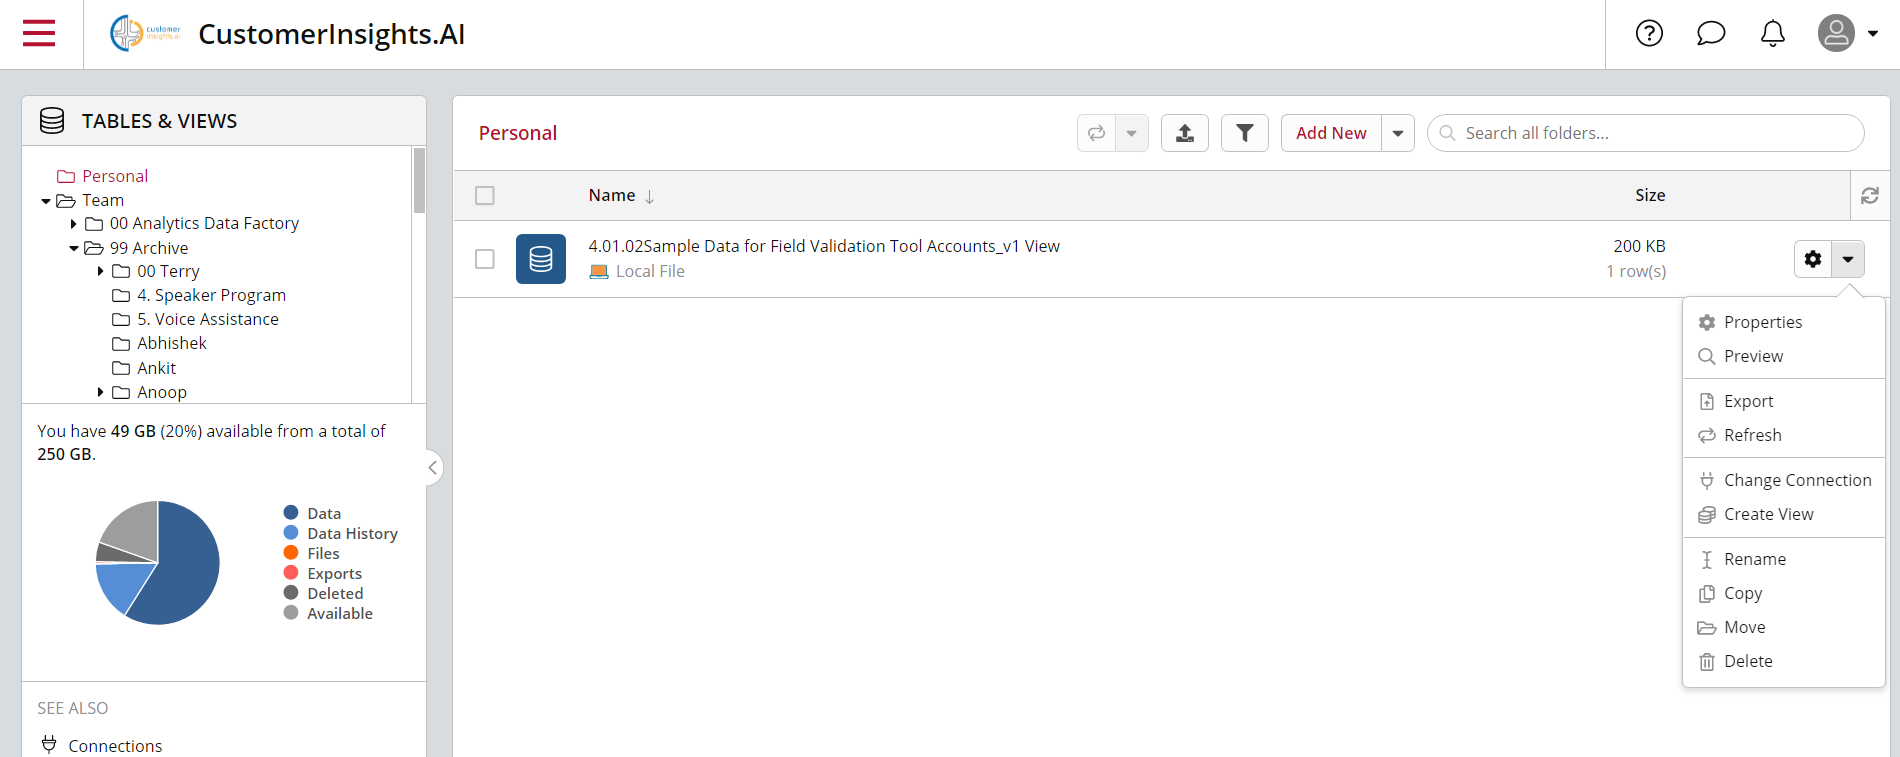 customer
insights.ai
CustomerInsights.AI
TABLES & VIEWS
Personal
Team
00 Analytics Data Factory
99 Archive
00 Terry
4. Speaker Program
5. Voice Assistance
Abhishek
Ankit
Anoop
You have 49 GB (20%) available from a total of
250 GB.
Data
Data History
Files
Exports
Deleted
Available
SEE ALSO
Connections
Personal
Add New
Search all folders...
Name
Size
4.01.02Sample Data for Field Validation Tool Accounts_v1 View
200 KB
Local File
1 row(s)
Properties
Preview
Export
Refresh
Change Connection
Create View
Rename
Copy
Move
Delete